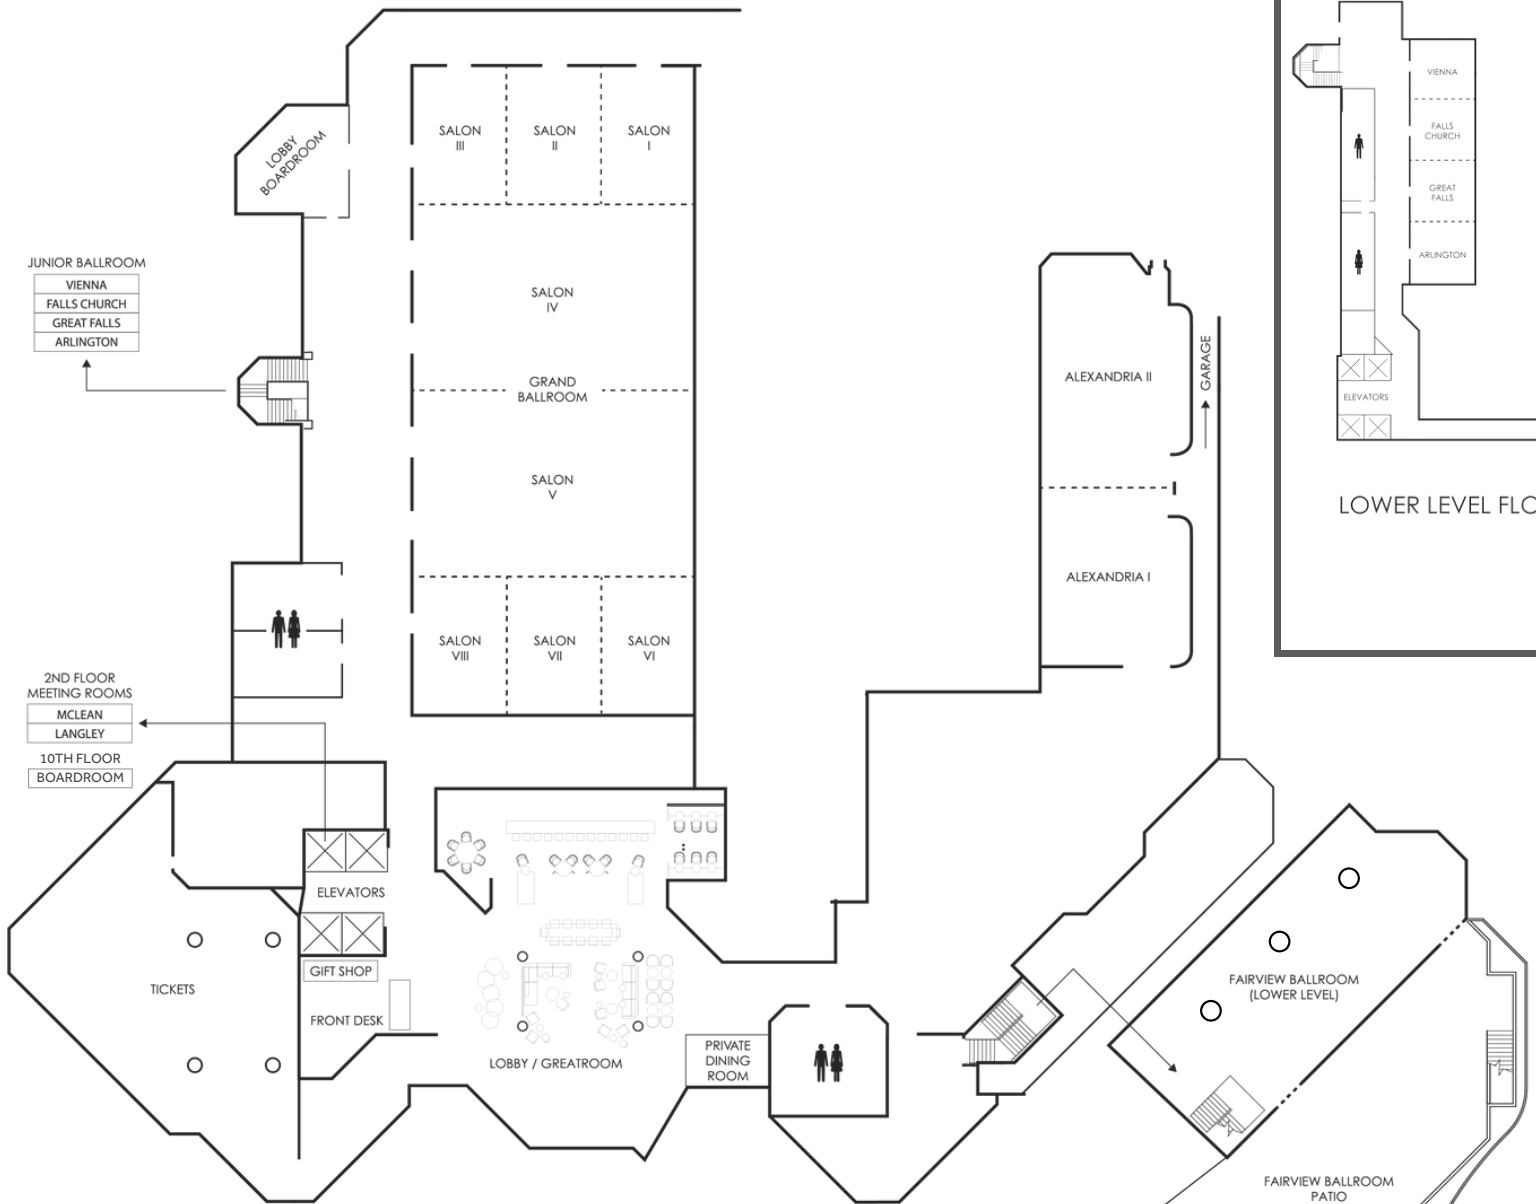 LOBBY
BOARDROOM
SALON
III
SALON
II
SALON
I
SALON
IV
GRAND
BALLROOM
SALON
V
SALON
VIII
SALON
VII
SALON
VI
JUNIOR BALLROOM
VIENNA
FALLS CHURCH
GREAT FALLS
ARLINGTON
2ND FLOOR
MEETING ROOMS
MCLEAN
LANGLEY
10TH FLOOR
BOARDROOM
ALEXANDRIA II
GARAGE
ALEXANDRIA I
VIENNA
FALLS
CHURCH
GREAT
FALLS
ARLINGTON
ELEVATORS
LOWER LEVEL FLO
ELEVATORS
GIFT SHOP
TICKETS
FRONT DESK
LOBBY / GREATROOM
PRIVATE
DINING
ROOM
FAIRVIEW BALLROOM
(LOWER LEVEL)
FAIRVIEW BALLROOM
PATIO